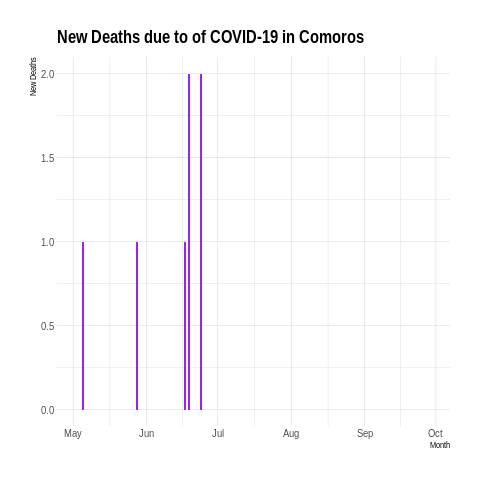 New Deaths due to of COVID-19 in Comoros
New Deaths
2.0
1.5
1.0
0.5
0.0
May Jun Jul Aug Sep Oct
Month